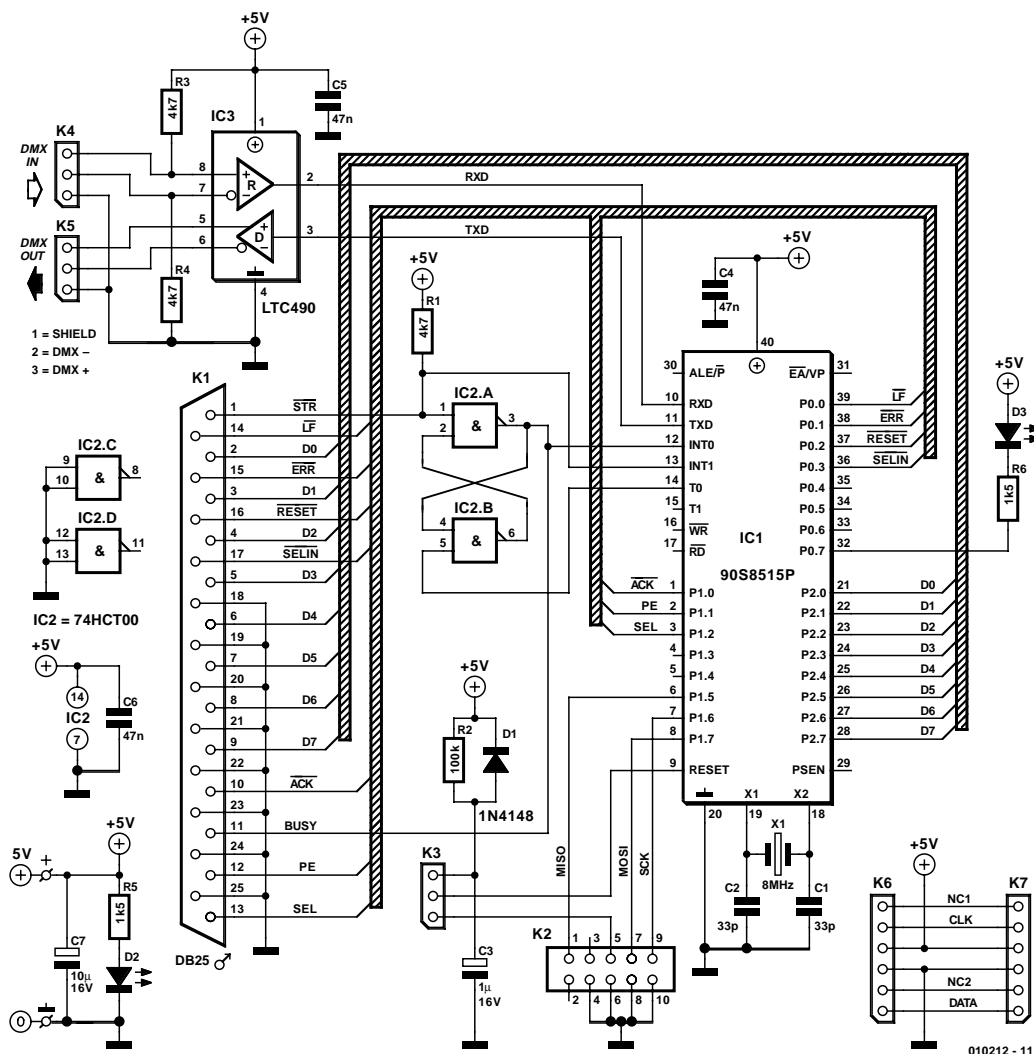 +5V
R3
4k7
C5
47n
IC3
1
K4
DMX
IN
8
+
R
2
RXD
7
–
K5
DMX
OUT
5
+
D
3
TXD
6
–
R4
4k7
4
LTC490
1 = SHIELD
2 = DMX –
3 = DMX +
+5V
R1
4k7
+5V
C4
47n
40
K1
1
STR
14
LF
2
D0
15
ERR
3
D1
16
RESET
4
D2
17
SELIN
5
D3
18
6
D4
19
7
D5
20
8
D6
21
9
D7
22
10
ACK
23
11
BUSY
24
12
PE
25
13
SEL
DB25
IC2.A
1
2
&
3
IC2.B
4
5
&
6
IC2.C
9
10
&
8
IC2.D
12
13
&
11
IC2 = 74HCT00
+5V
14
IC2
7
C6
47n
+5V
5V
+
R5
1k5
C7
10µ
16V
D2
0
30 ALE/P
10 RXD
11 TXD
12 INT0
13 INT1
14 T0
15 T1
16 WR
17 RD
IC1
90S8515P
ACK 1 P1.0
PE 2 P1.1
SEL 3 P1.2
4 P1.3
5 P1.4
6 P1.5
7 P1.6
8 P1.7
9 RESET
EA/VP 31
P0.0 39 LF
P0.1 38 ERR
P0.2 37 RESET
P0.3 36 SELIN
P0.4 35
P0.5 34
P0.6 33
P0.7 32
P2.0 21 D0
P2.1 22 D1
P2.2 23 D2
P2.3 24 D3
P2.4 25 D4
P2.5 26 D5
P2.6 27 D6
P2.7 28 D7
PSEN 29
X1 X2
20 19 18
+5V
D3
R6
1k5
X1
8MHz
C2
33p
C1
33p
+5V
R2
100k
D1
1N4148
K3
C3
1µ
16V
MISO
MOSI
SCK
K2
1 3 5 7 9
2 4 6 8 10
+5V
K6
K7
NC1
CLK
NC2
DATA
010212 - 11